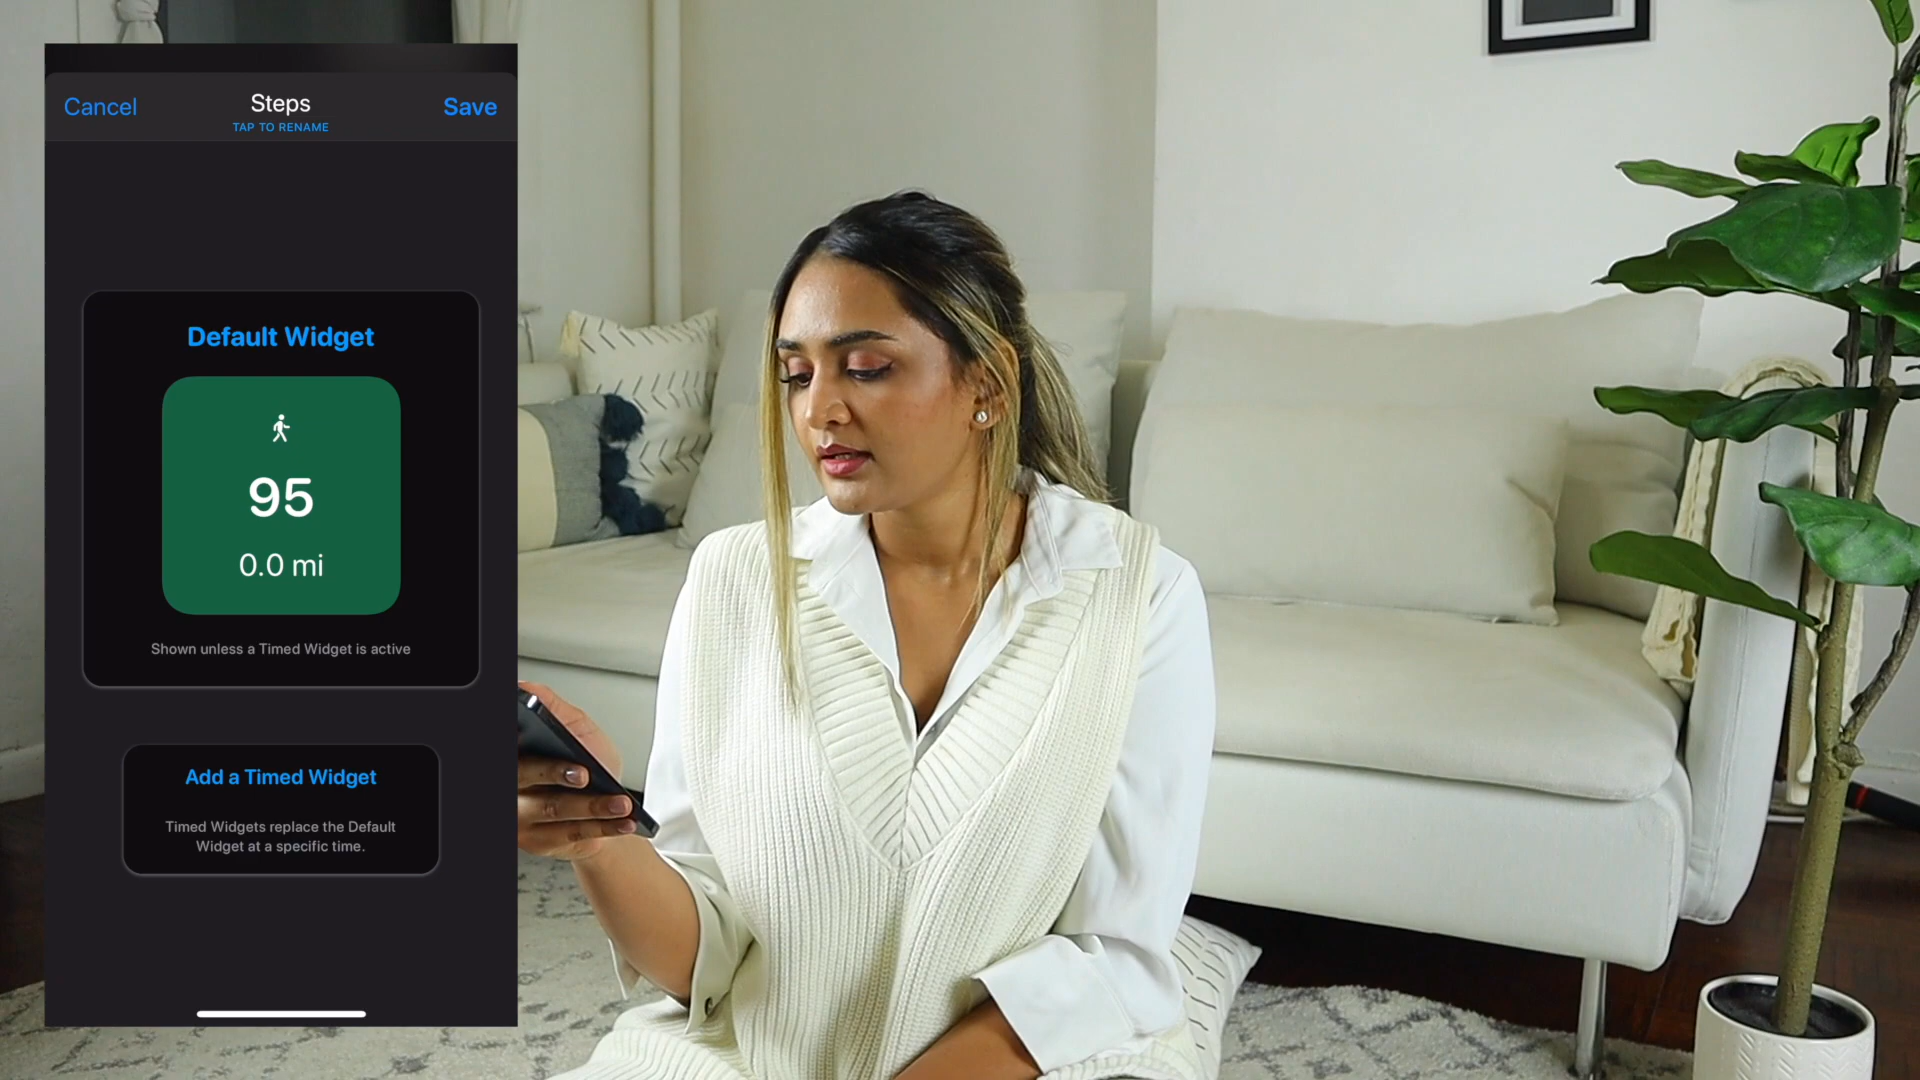 Cancel
Steps
Save
TAP TO RENAME
Default Widget
95
0.0 mi
Shown unless a Timed Widget is active
Add a Timed Widget
Timed Widgets replace the Default
Widget at a specific time.